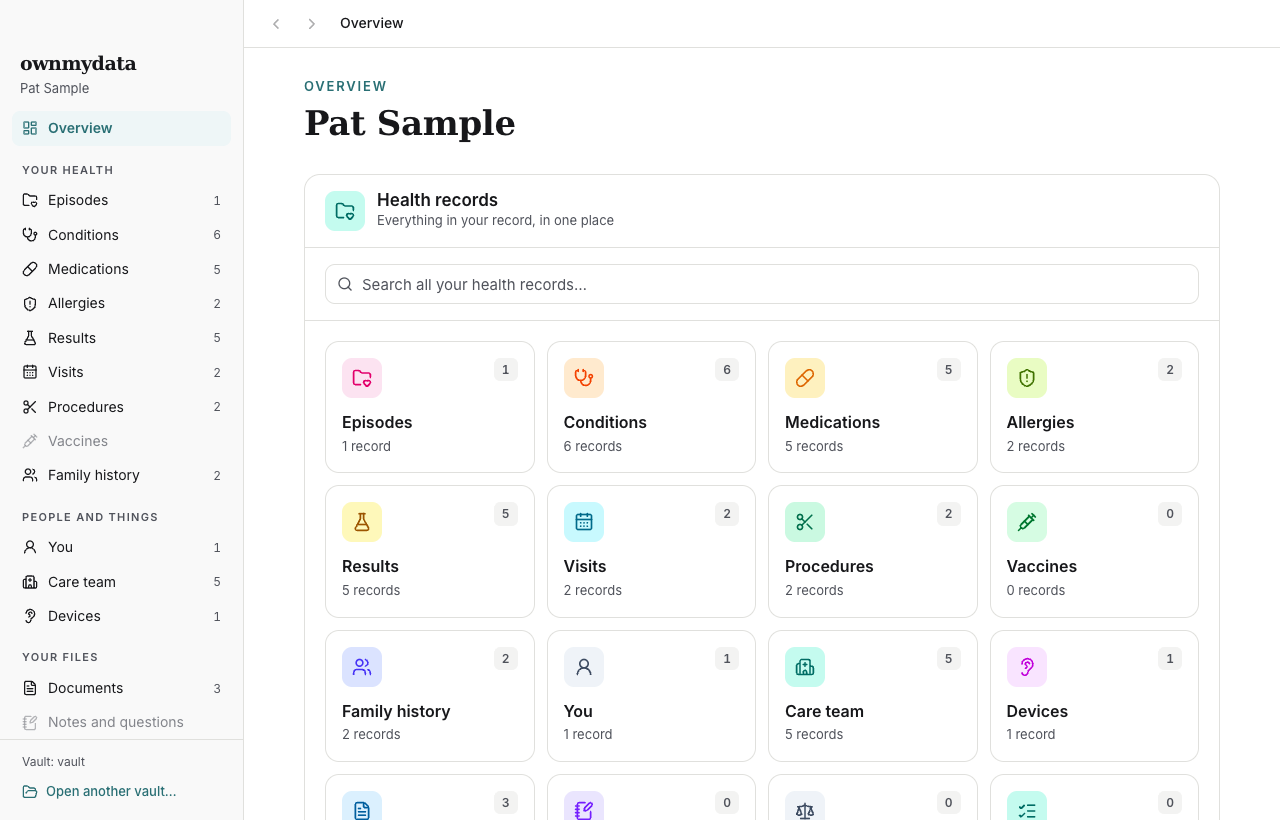 Overview
ownmydata
Pat Sample
Overview
YOUR HEALTH
Episodes 1
Conditions 6
Medications 5
Allergies 2
Results 5
Visits 2
Procedures 2
Vaccines
Family history 2
PEOPLE AND THINGS
You 1
Care team 5
Devices 1
YOUR FILES
Documents 3
Notes and questions
Vault: vault
Open another vault...
OVERVIEW
Pat Sample
Health records
Everything in your record, in one place
Search all your health records...
1
Episodes
1 record
6
Conditions
6 records
5
Medications
5 records
2
Allergies
2 records
5
Results
5 records
2
Visits
2 records
2
Procedures
2 records
0
Vaccines
0 records
2
Family history
2 records
1
You
1 record
5
Care team
5 records
1
Devices
1 record
3
0
0
0